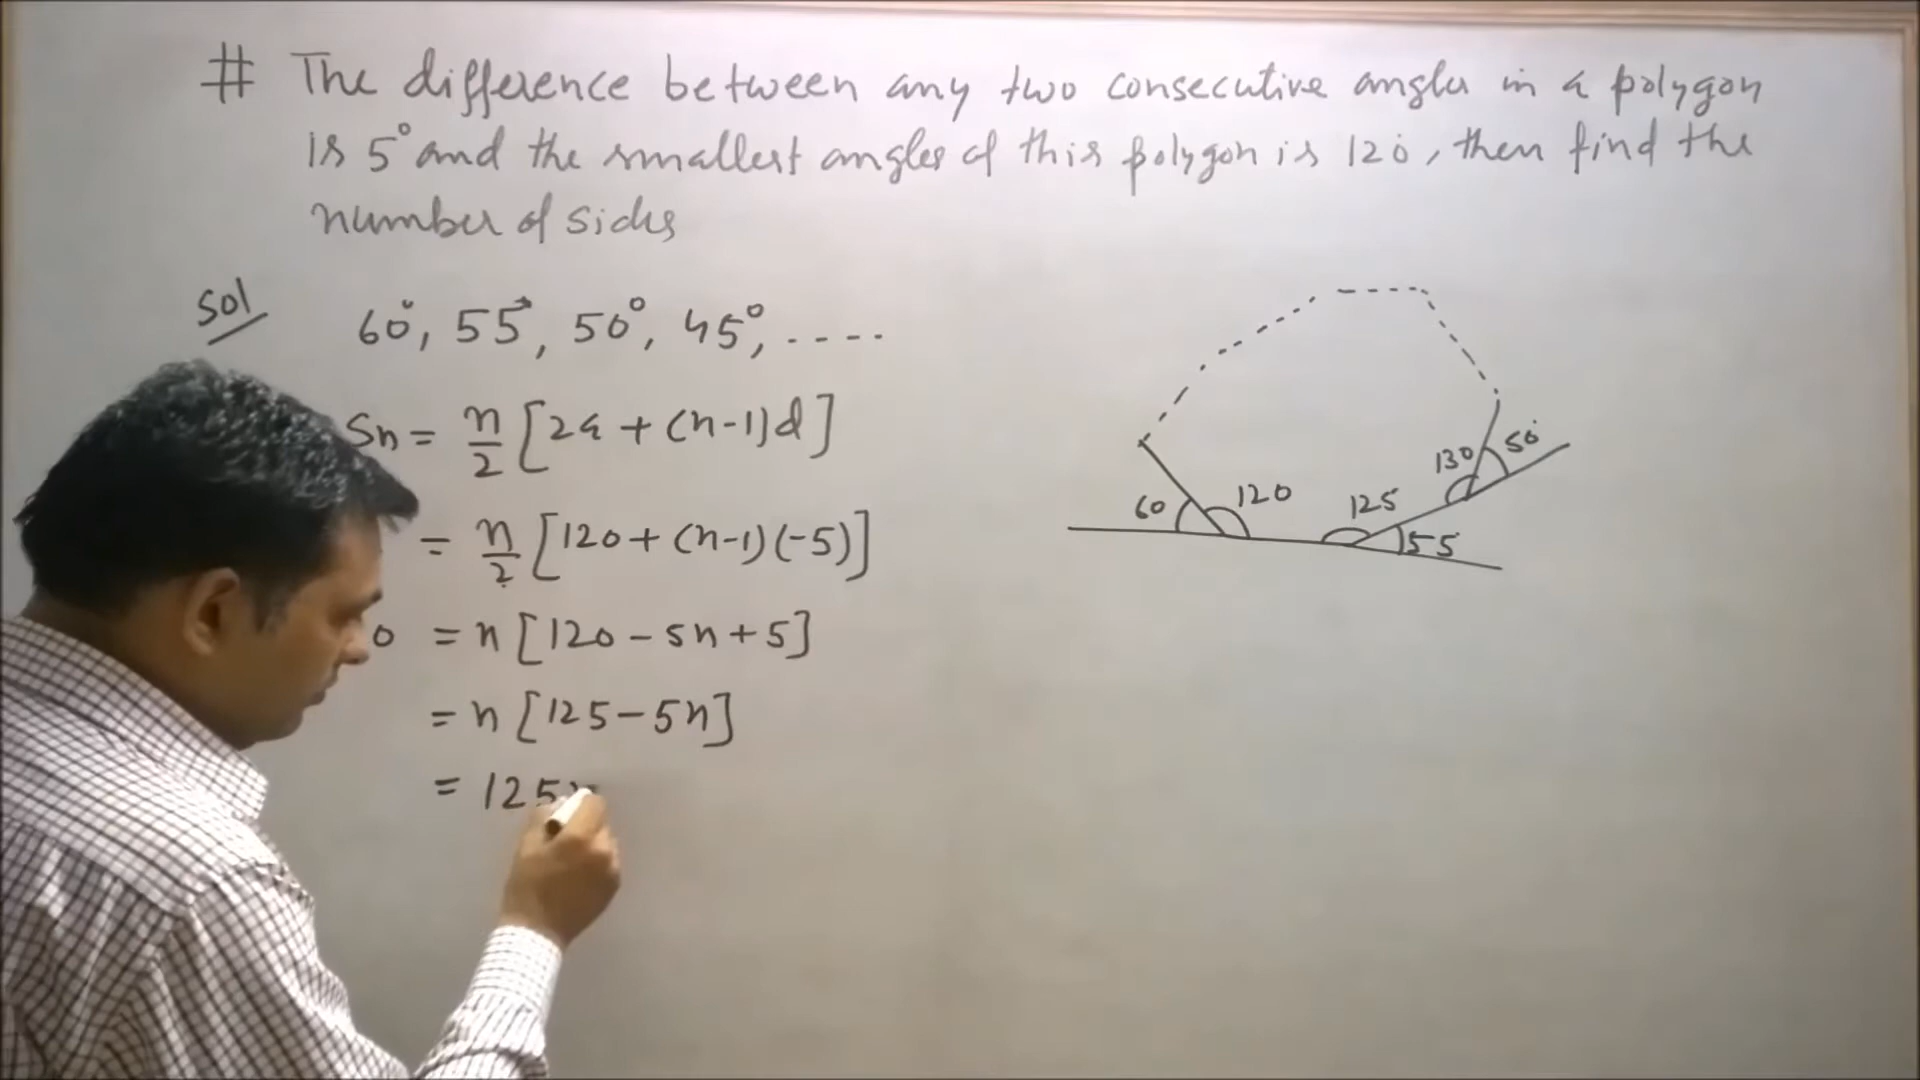 # The difference between any two consecutive angles in a polygon
is 5° and the smallest angles of this polygon is 120°, then find the
number of sides
Sol
60°, 55°, 50°, 45°, ----
Sn = n/2 [2a + (n-1)d]
= n/2 [120 + (n-1)(-5)]
0 = n [120 - 5n + 5]
= n [125 - 5n]
= 125
60
120
125
55
130
50°